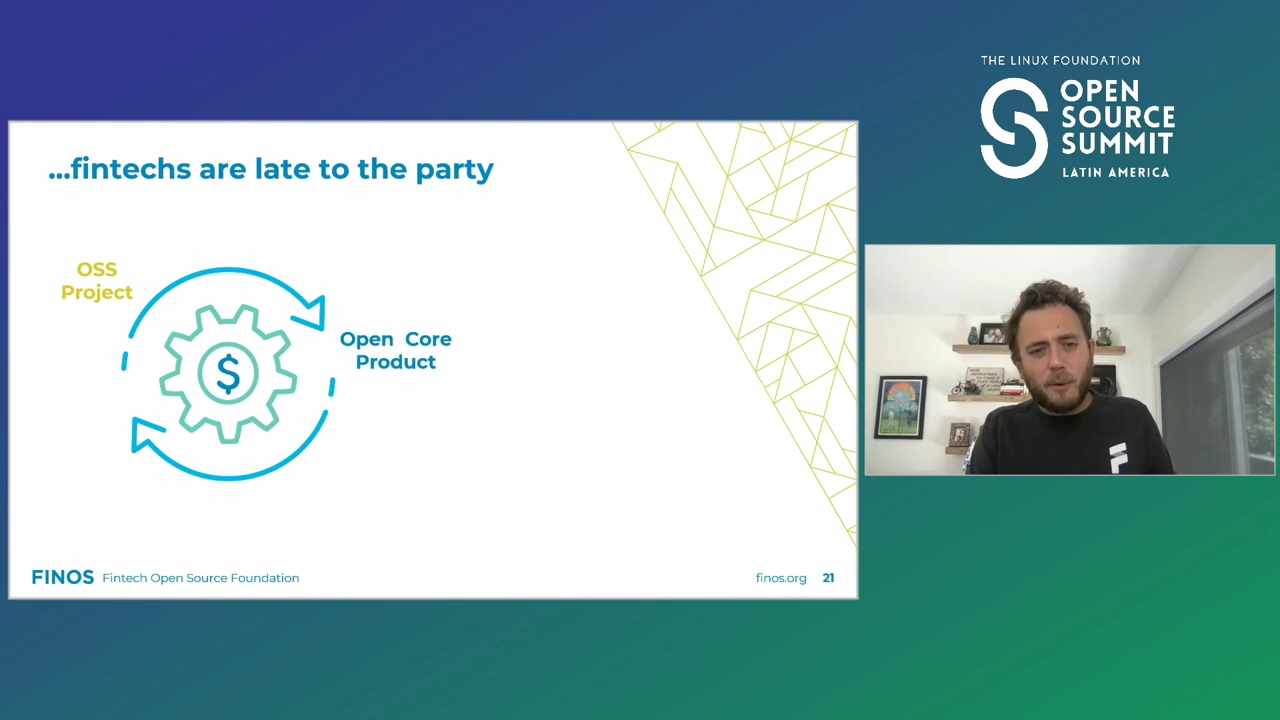 THE LINUX FOUNDATION
OPEN
SOURCE
SUMMIT
LATIN AMERICA
...fintechs are late to the party
OSS
Project
Open Core
Product
$
FINOS Fintech Open Source Foundation
finos.org 21